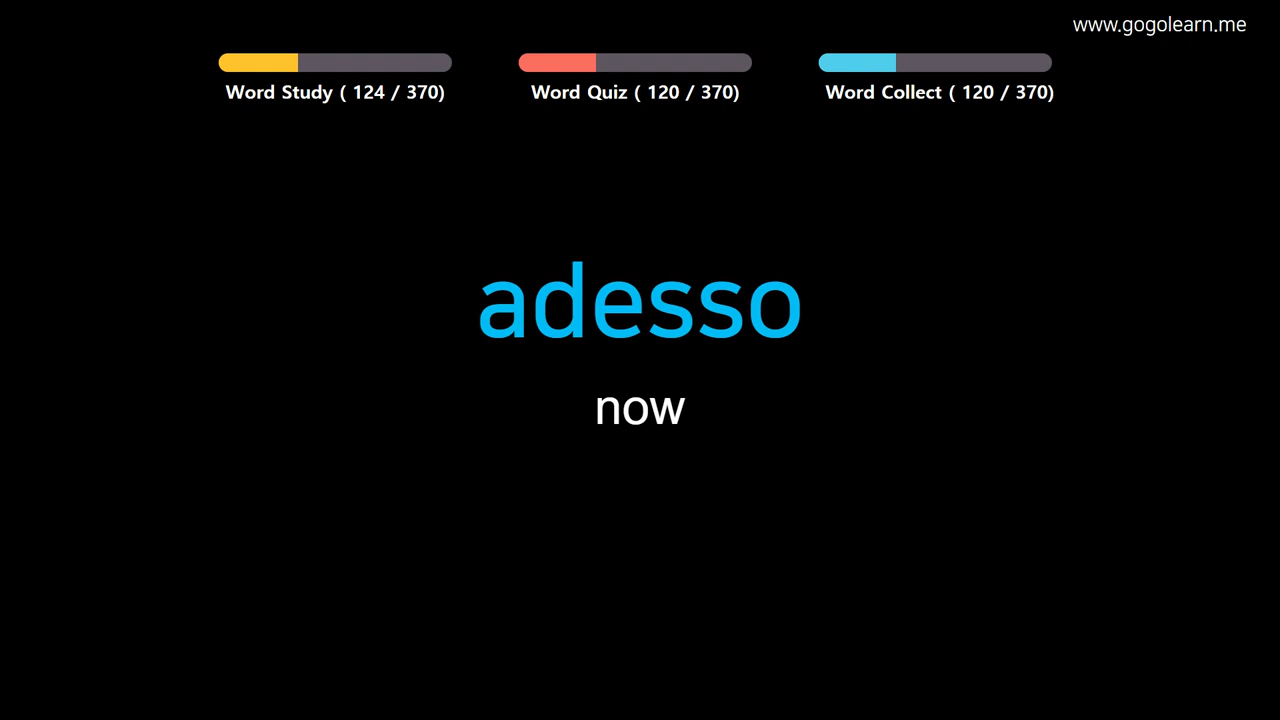 www.gogolearn.me
Word Study ( 124 / 370)
Word Quiz ( 120 / 370)
Word Collect ( 120 / 370)
adesso
now